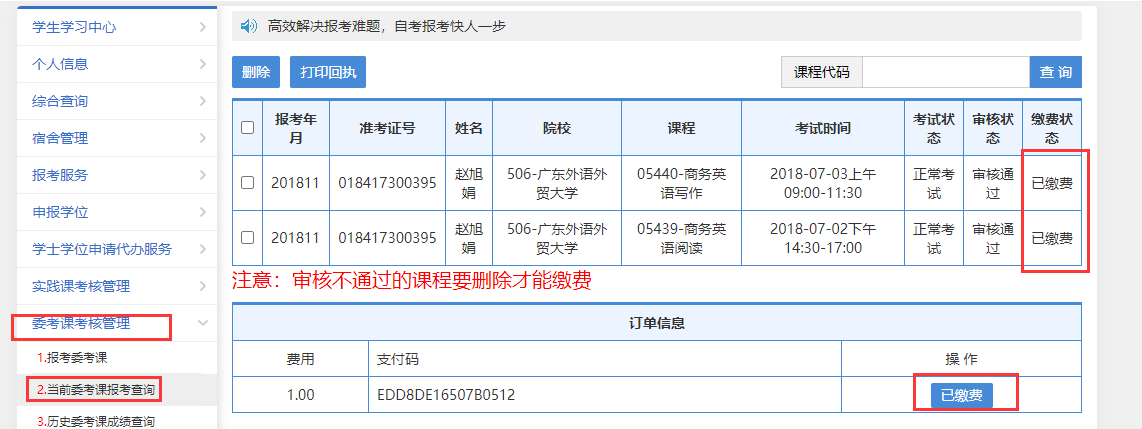 学生学习中心
个人信息
综合查询
宿舍管理
报考服务
申报学位
学士学位申请代办服务
实践课考核管理
委考课考核管理
1.报考委考课
2.当前委考课报考查询
3.历史委考课成绩查询
高效解决报考难题，自考报考快人一步
删除 打印回执 课程代码 查 询
报考年月 准考证号 姓名 院校 课程 考试时间 考试状态 审核状态 缴费状态
201811 018417300395 赵旭娟 506-广东外语外贸大学 05440-商务英语写作 2018-07-03上午 09:00-11:30 正常考试 审核通过 已缴费
201811 018417300395 赵旭娟 506-广东外语外贸大学 05439-商务英语阅读 2018-07-02下午 14:30-17:00 正常考试 审核通过 已缴费
注意：审核不通过的课程要删除才能缴费
订单信息
费用 支付码 操 作
1.00 EDD8DE16507B0512 已缴费